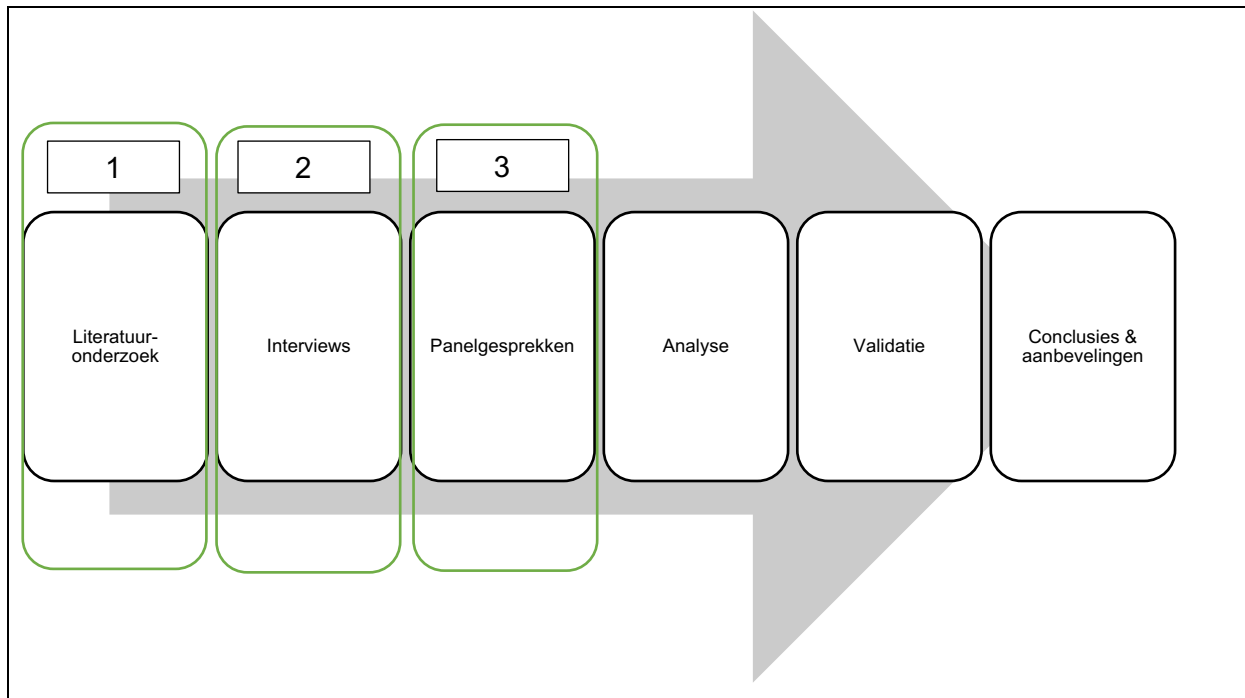 1
2
3
Literatuur-
onderzoek
Interviews
Panelgesprekken
Analyse
Validatie
Conclusies &
aanbevelingen